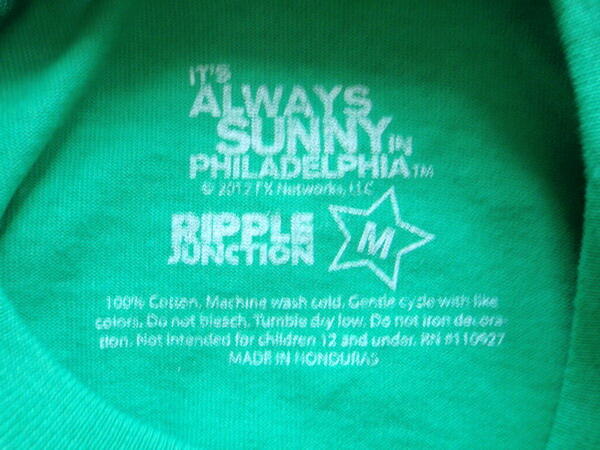 IT'S
ALWAYS
SUNNY IN
PHILADELPHIA™
© 2012 FX Networks, LLC
RIPPLE
JUNCTION
M
100% Cotton. Machine wash cold. Gentle cycle with like
colors. Do not bleach. Tumble dry low. Do not iron decora-
tion. Not intended for children 12 and under. RN #110927
MADE IN HONDURAS